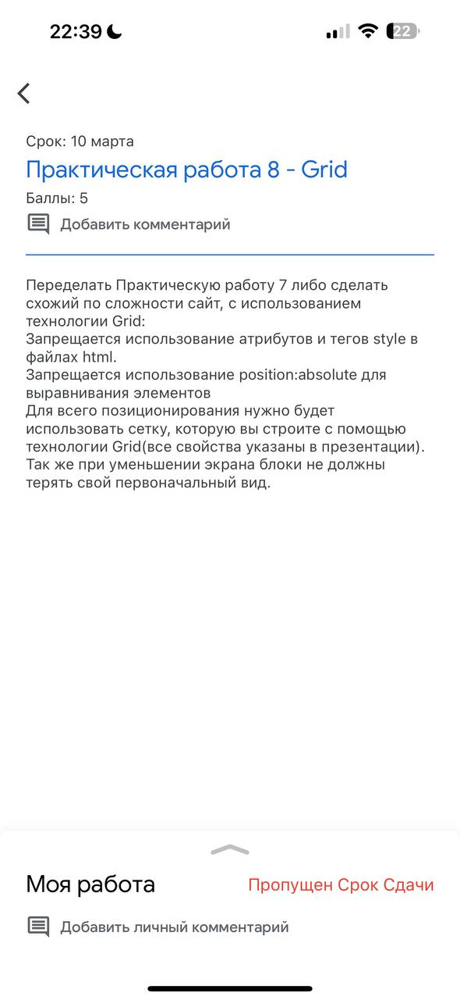 22:39
22
Срок: 10 марта
Практическая работа 8 - Grid
Баллы: 5
Добавить комментарий
Переделать Практическую работу 7 либо сделать
схожий по сложности сайт, с использованием
технологии Grid:
Запрещается использование атрибутов и тегов style в
файлах html.
Запрещается использование position:absolute для
выравнивания элементов
Для всего позиционирования нужно будет
использовать сетку, которую вы строите с помощью
технологии Grid(все свойства указаны в презентации).
Так же при уменьшении экрана блоки не должны
терять свой первоначальный вид.
Моя работа
Пропущен Срок Сдачи
Добавить личный комментарий